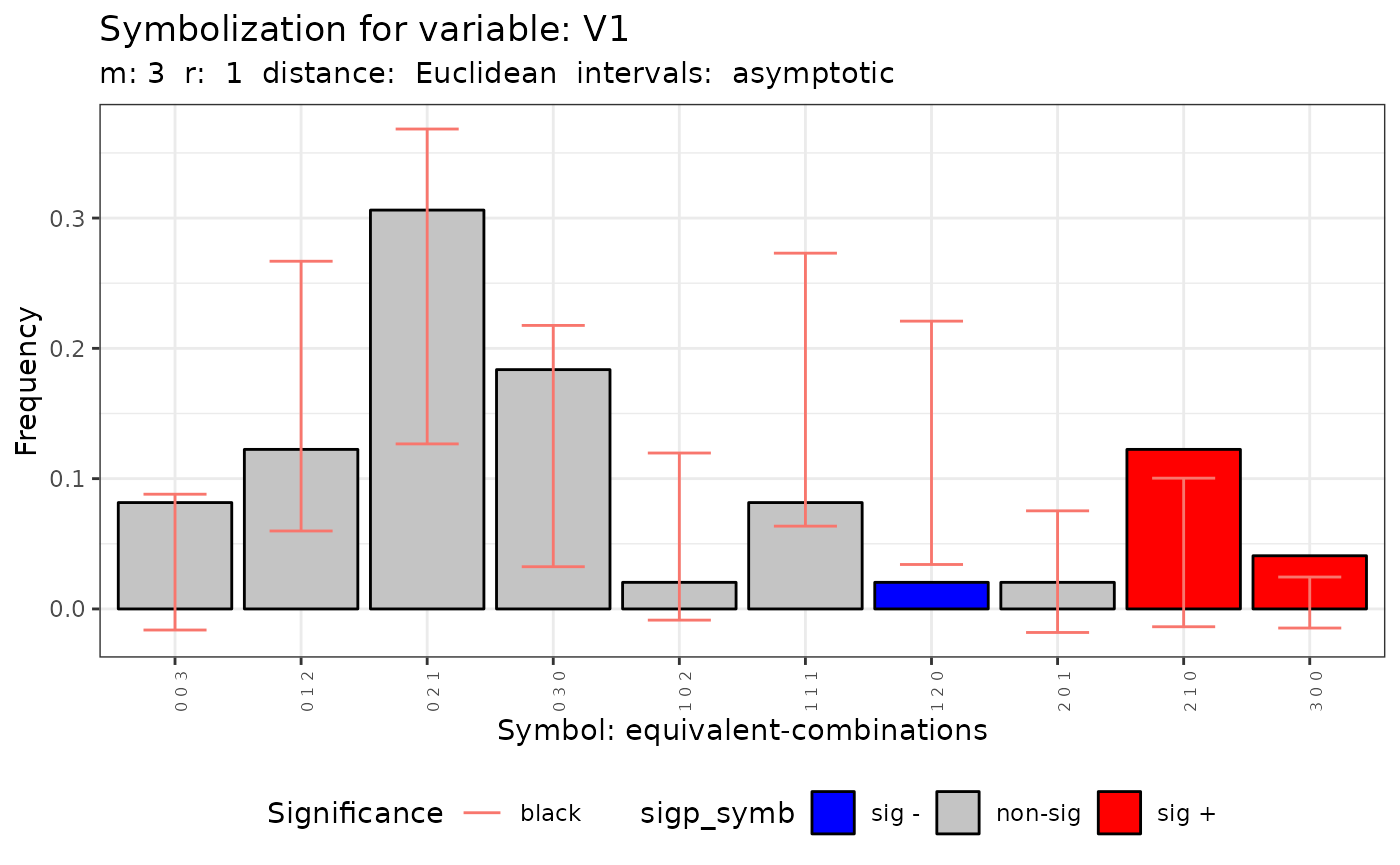 Symbolization for variable: V1
m: 3  r:  1  distance:  Euclidean  intervals:  asymptotic
Frequency
0.3
0.2
0.1
0.0
0 0 3
0 1 2
0 2 1
0 3 0
1 0 2
1 1 1
1 2 0
2 0 1
2 1 0
3 0 0
Symbol: equivalent-combinations
Significance black sigp_symb sig - non-sig sig +